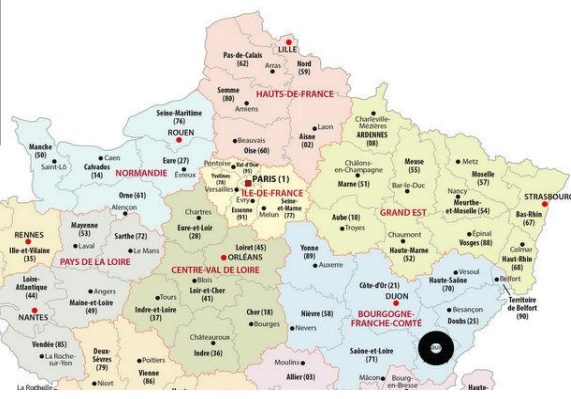 LILLE
Pas-de-Calais
(62)
Arras
Nord
(59)
Somme
(80)
HAUTS-DE-FRANCE
Amiens
Seine-Maritime
(76)
ROUEN
Beauvais
Oise (60)
Laon
Aisne
(02)
Charleville-
Mézières
ARDENNES
(08)
Manche
(50)
Saint-Lô
Caen
Calvados
(14)
NORMANDIE
Eure (27)
Évreux
Orne (61)
Alençon
Pontoise
Val-d'Oise
(95)
Yvelines
(78)
Versailles
PARIS (1)
ÎLE-DE-FRANCE
Évry
Essonne
(91)
Melun
Seine-
et-Marne
(77)
Châlons-
en-Champagne
Marne (51)
Meuse
(55)
Bar-le-Duc
Metz
Moselle
(57)
Nancy
Meurthe-
et-Moselle (54)
STRASBOURG
Bas-Rhin
(67)
GRAND EST
Aube (10)
Troyes
Chaumont
Haute-Marne
(52)
Épinal
Vosges (88)
Colmar
Haut-Rhin
(68)
RENNES
Ille-et-Vilaine
(35)
Mayenne
(53)
Laval
Sarthe (72)
Le Mans
PAYS DE LA LOIRE
Loire-
Atlantique
(44)
NANTES
Angers
Maine-et-Loire
(49)
Vendée (85)
La Roche-
sur-Yon
La Rochelle
Deux-
Sèvres
(79)
Niort
Poitiers
Vienne
(86)
Chartres
Eure-et-Loir
(28)
Loiret (45)
ORLÉANS
CENTRE-VAL DE LOIRE
Blois
Loir-et-Cher
(41)
Tours
Indre-et-Loire
(37)
Cher (18)
Bourges
Châteauroux
Indre (36)
Yonne
(89)
Auxerre
Côte-d'Or (21)
DIJON
BOURGOGNE-
FRANCHE-COMTÉ
Nièvre (58)
Nevers
Saône-et-Loire
(71)
Mâcon
Moulins
Allier (03)
Bourg-
en-Bresse
Haute-Saône
(70)
Vesoul
Belfort
Territoire
de Belfort
(90)
Besançon
Doubs (25)
Haute-